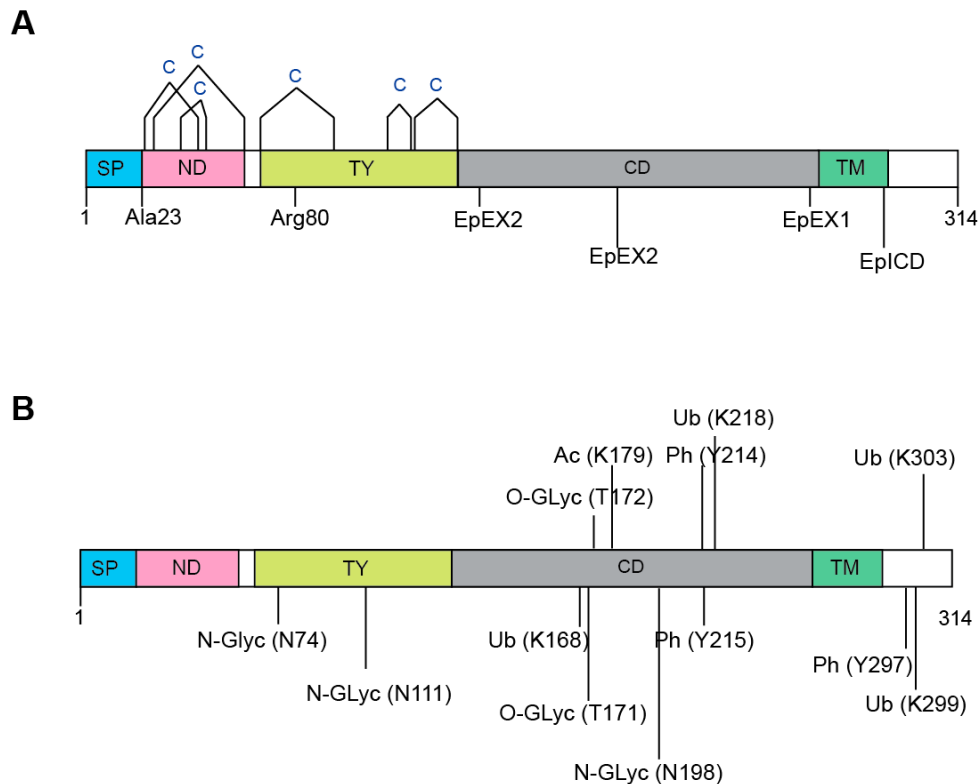 A
C
C
C
C
C
C
SP ND TY CD TM
1 Ala23 Arg80 EpEX2 EpEX1 314
EpEX2 EpICD
B
Ub (K218)
Ac (K179) Ph (Y214) Ub (K303)
O-GLyc (T172)
SP ND TY CD TM
1 314
N-Glyc (N74) Ub (K168) Ph (Y215)
Ph (Y297)
N-GLyc (N111) Ub (K299)
O-GLyc (T171)
N-GLyc (N198)